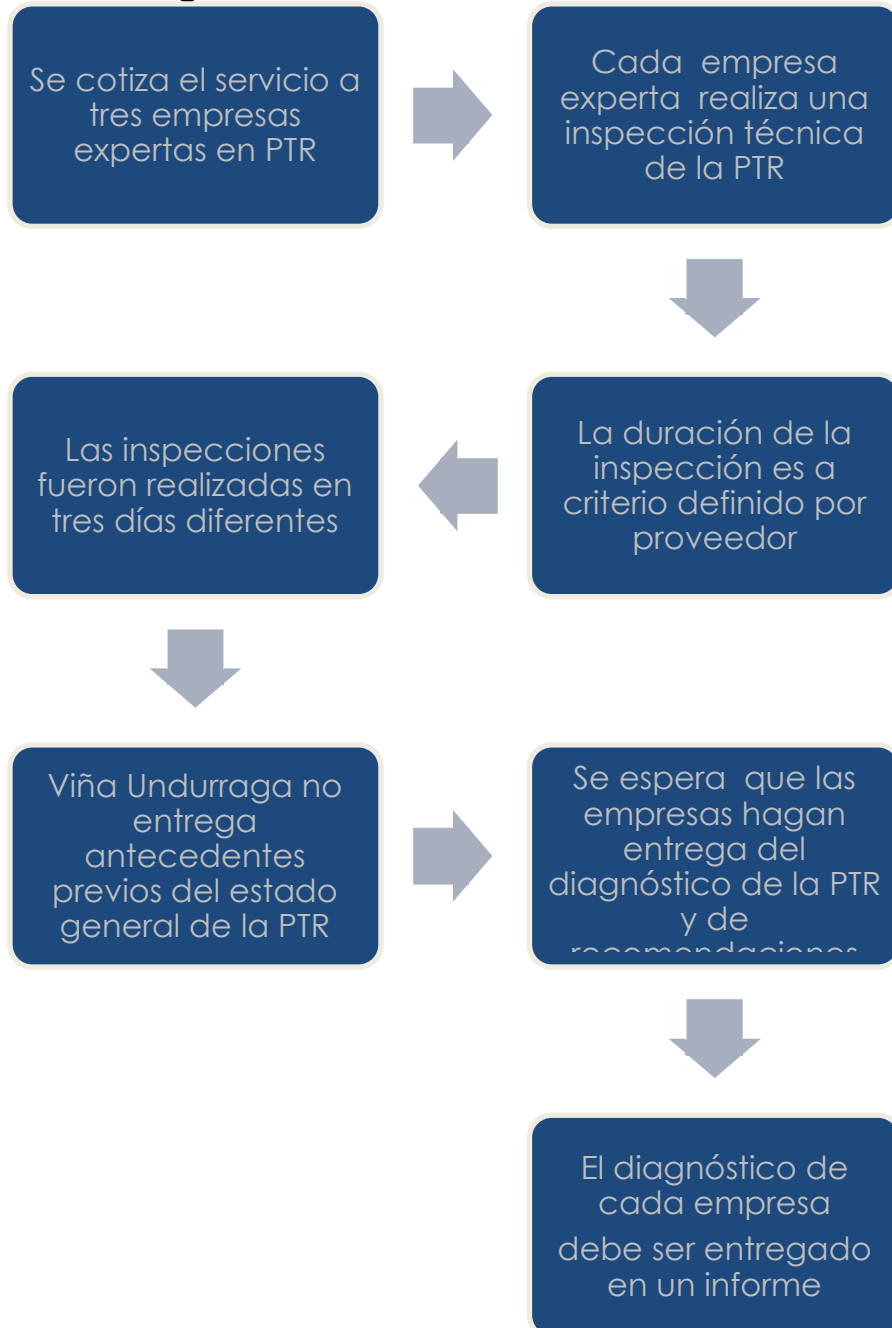 Se cotiza el servicio a
tres empresas
expertas en PTR
Cada empresa
experta realiza una
inspección técnica
de la PTR
La duración de la
inspección es a
criterio definido por
proveedor
Las inspecciones
fueron realizadas en
tres días diferentes
Viña Undurraga no
entrega
antecedentes
previos del estado
general de la PTR
Se espera que las
empresas hagan
entrega del
diagnóstico de la PTR
y de
recomendaciones
El diagnóstico de
cada empresa
debe ser entregado
en un informe